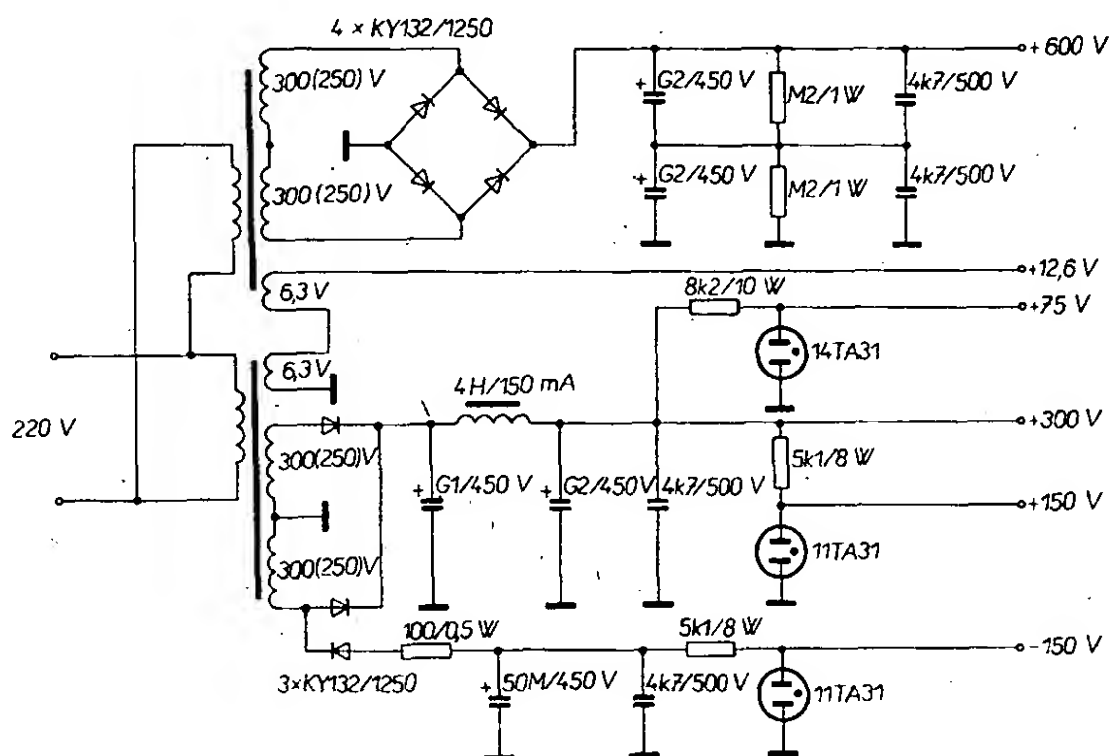 4 × KY132/1250
300(250) V
300(250) V
+
G2/450 V
M2/1 W
4k7/500 V
+600 V
+
G2/450 V
M2/1 W
4k7/500 V
6,3 V
+12,6 V
8k2/10 W
+75 V
14TA31
6,3 V
4H/150 mA
+300 V
220 V
300(250)V
+
G1/450 V
+
G2/450V
4k7/500 V
5k1/8 W
+150 V
11TA31
300(250)V
100/0,5 W
5k1/8 W
-150 V
3×KY132/1250
+
50M/450 V
4k7/500 V
11TA31